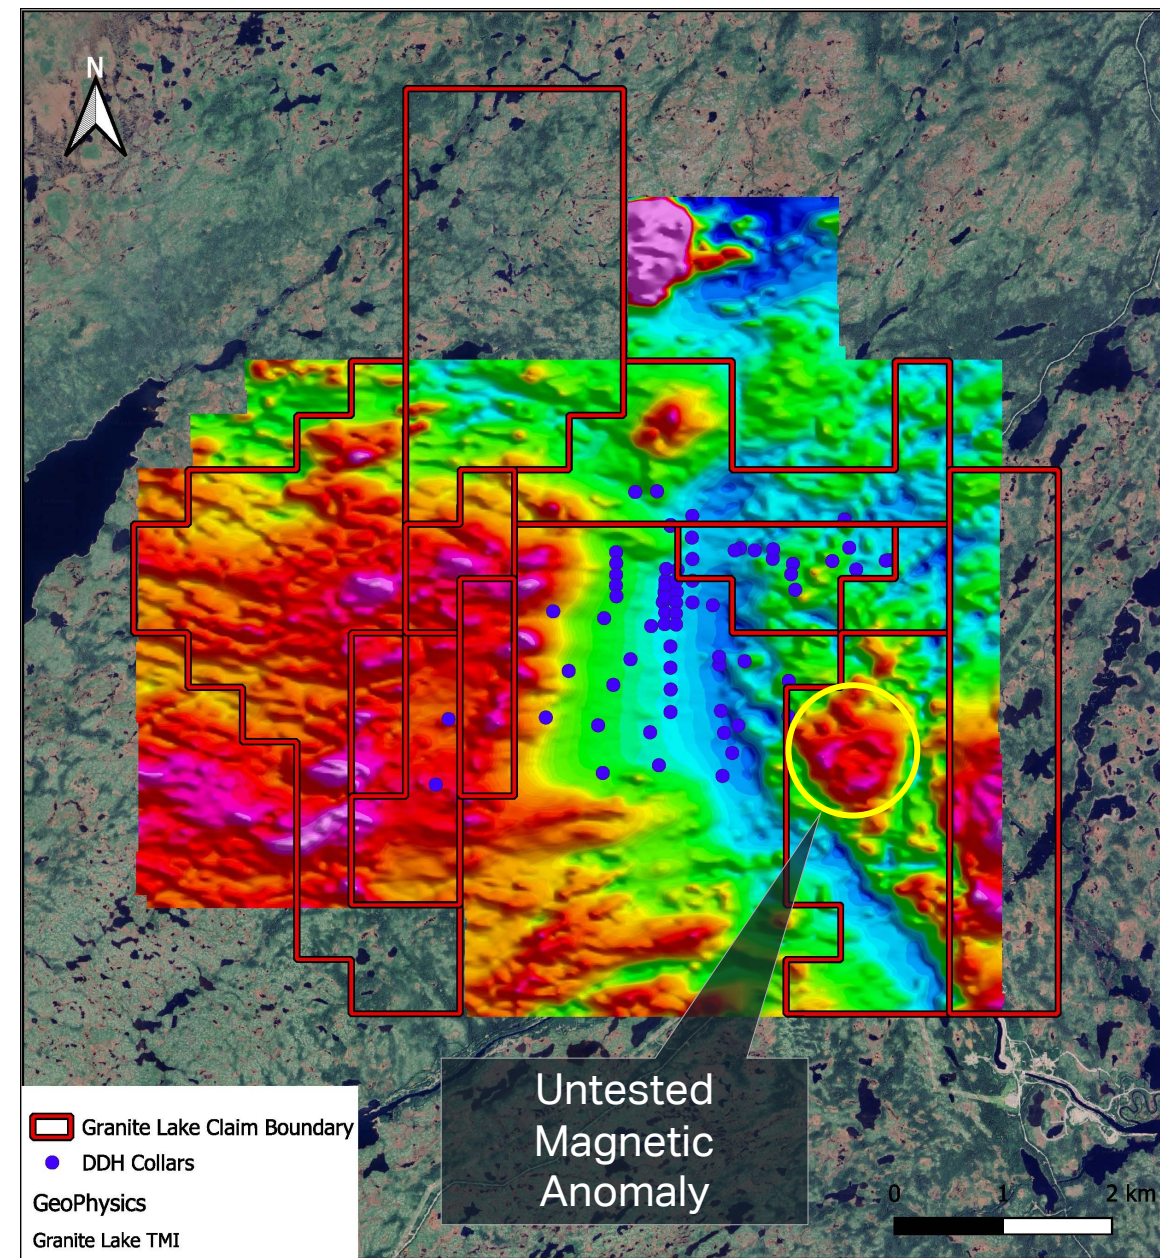 N
Untested
Magnetic
Anomaly
Granite Lake Claim Boundary
DDH Collars
GeoPhysics
Granite Lake TMI
0 1 2 km